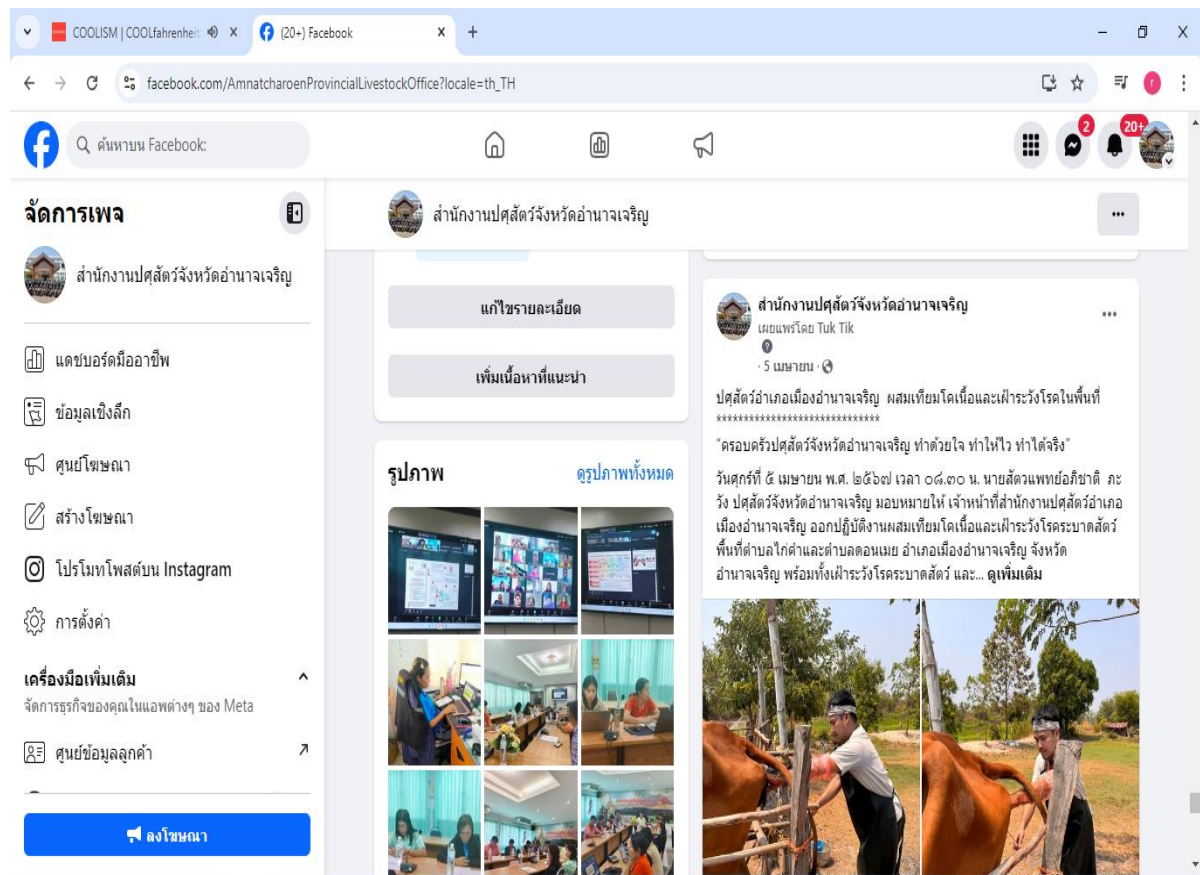 COOLISM | COOLfahrenheit
(20+) Facebook
facebook.com/AmnatcharoenProvincialLivestockOffice?locale=th_TH
ค้นหาบน Facebook:
2
20+
จัดการเพจ
สำนักงานปศุสัตว์จังหวัดอำนาจเจริญ
แดชบอร์ดมืออาชีพ
ข้อมูลเชิงลึก
ศูนย์โฆษณา
สร้างโฆษณา
โปรโมทโพสต์บน Instagram
การตั้งค่า
เครื่องมือเพิ่มเติม
จัดการธุรกิจของคุณในแอพต่างๆ ของ Meta
ศูนย์ข้อมูลลูกค้า
ลงโฆษณา
สำนักงานปศุสัตว์จังหวัดอำนาจเจริญ
แก้ไขรายละเอียด
เพิ่มเนื้อหาที่แนะนำ
รูปภาพ
ดูรูปภาพทั้งหมด
สำนักงานปศุสัตว์จังหวัดอำนาจเจริญ
เผยแพร่โดย Tuk Tik
· 5 เมษายน ·
ปศุสัตว์อำเภอเมืองอำนาจเจริญ ผสมเทียมโคเนื้อและเฝ้าระวังโรคในพื้นที่
*****************************
"ครอบครัวปศุสัตว์จังหวัดอำนาจเจริญ ทำด้วยใจ ทำให้ไว ทำได้จริง"
วันศุกร์ที่ ๕ เมษายน พ.ศ. ๒๕๖๗ เวลา ๐๘.๓๐ น. นายสัตวแพทย์อภิชาติ ภะ
วัง ปศุสัตว์จังหวัดอำนาจเจริญ มอบหมายให้ เจ้าหน้าที่สำนักงานปศุสัตว์อำเภอ
เมืองอำนาจเจริญ ออกปฏิบัติงานผสมเทียมโคเนื้อและเฝ้าระวังโรคระบาดสัตว์
พื้นที่ตำบลไก่คำและตำบลดอนเมย อำเภอเมืองอำนาจเจริญ จังหวัด
อำนาจเจริญ พร้อมทั้งเฝ้าระวังโรคระบาดสัตว์ และ... ดูเพิ่มเติม